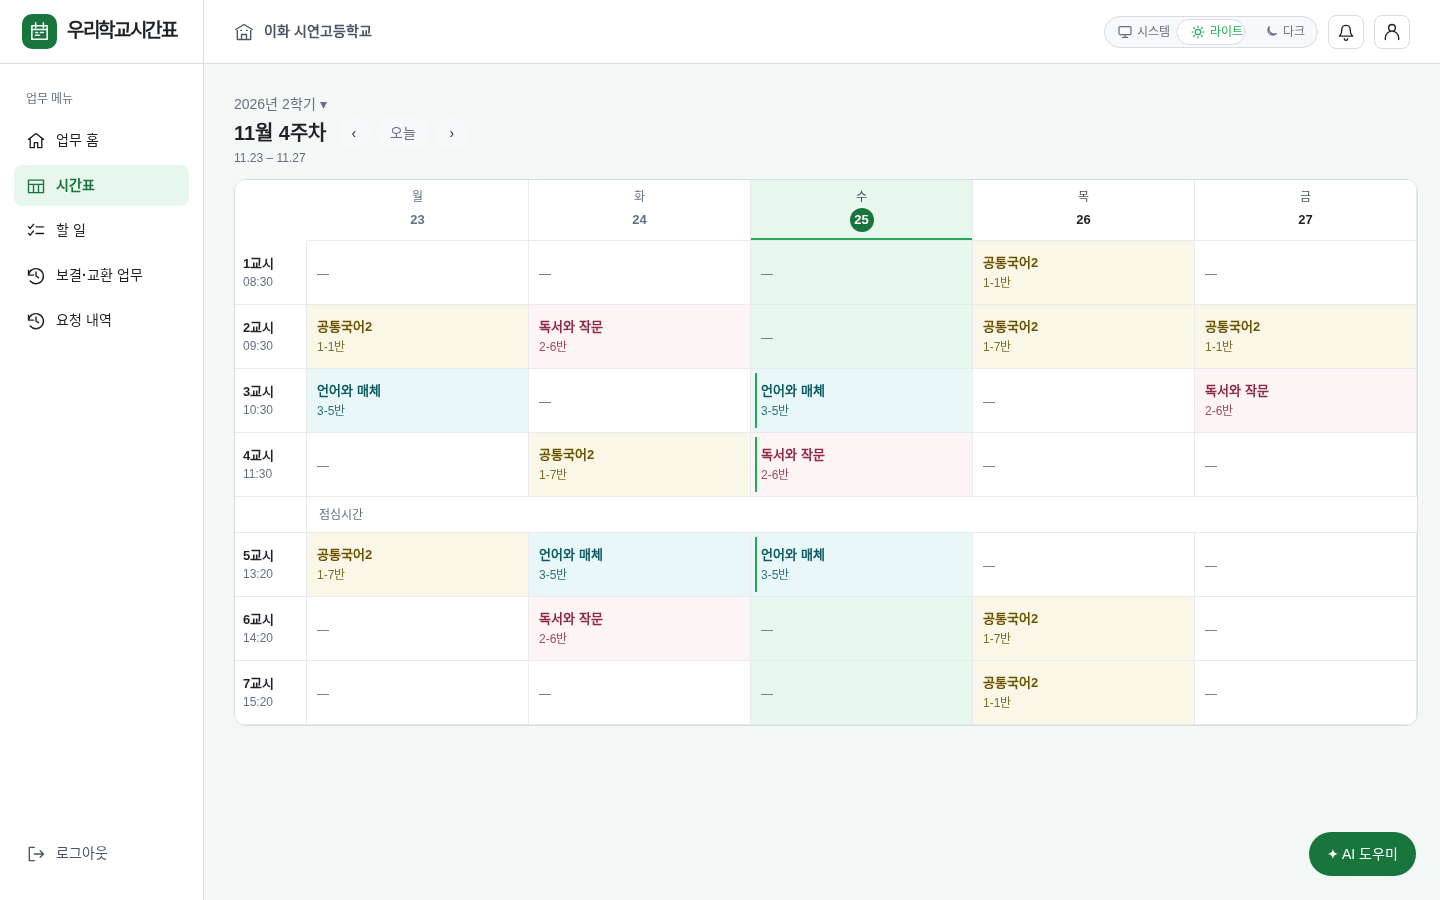 우리학교시간표
이화 시연고등학교
시스템 라이트 다크
업무 메뉴
업무 홈
시간표
할 일
보결·교환 업무
요청 내역
로그아웃
2026년 2학기 ▾
11월 4주차 ‹ 오늘 ›
11.23 – 11.27
월 화 수 목 금
23 24 25 26 27
1교시 — — — 공통국어2 —
08:30 1-1반
2교시 공통국어2 독서와 작문 — 공통국어2 공통국어2
09:30 1-1반 2-6반 1-7반 1-1반
3교시 언어와 매체 — 언어와 매체 — 독서와 작문
10:30 3-5반 3-5반 2-6반
4교시 — 공통국어2 독서와 작문 — —
11:30 1-7반 2-6반
점심시간
5교시 공통국어2 언어와 매체 언어와 매체 — —
13:20 1-7반 3-5반 3-5반
6교시 — 독서와 작문 — 공통국어2 —
14:20 2-6반 1-7반
7교시 — — — 공통국어2 —
15:20 1-1반
✦ AI 도우미